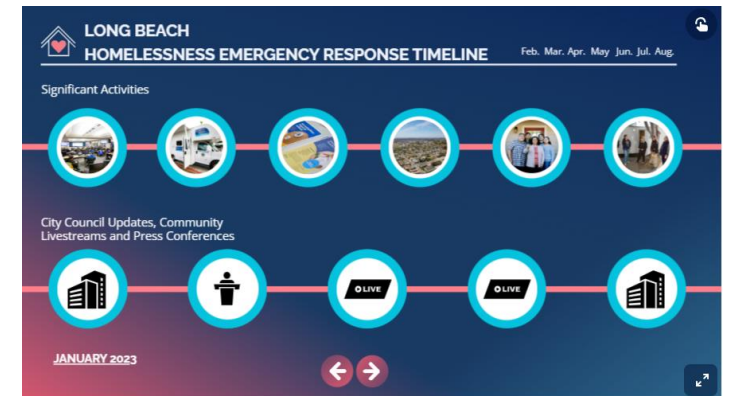 LONG BEACH
HOMELESSNESS EMERGENCY RESPONSE TIMELINE
Feb. Mar. Apr. May Jun. Jul. Aug.
Significant Activities
City Council Updates, Community
Livestreams and Press Conferences
LIVE
LIVE
JANUARY 2023